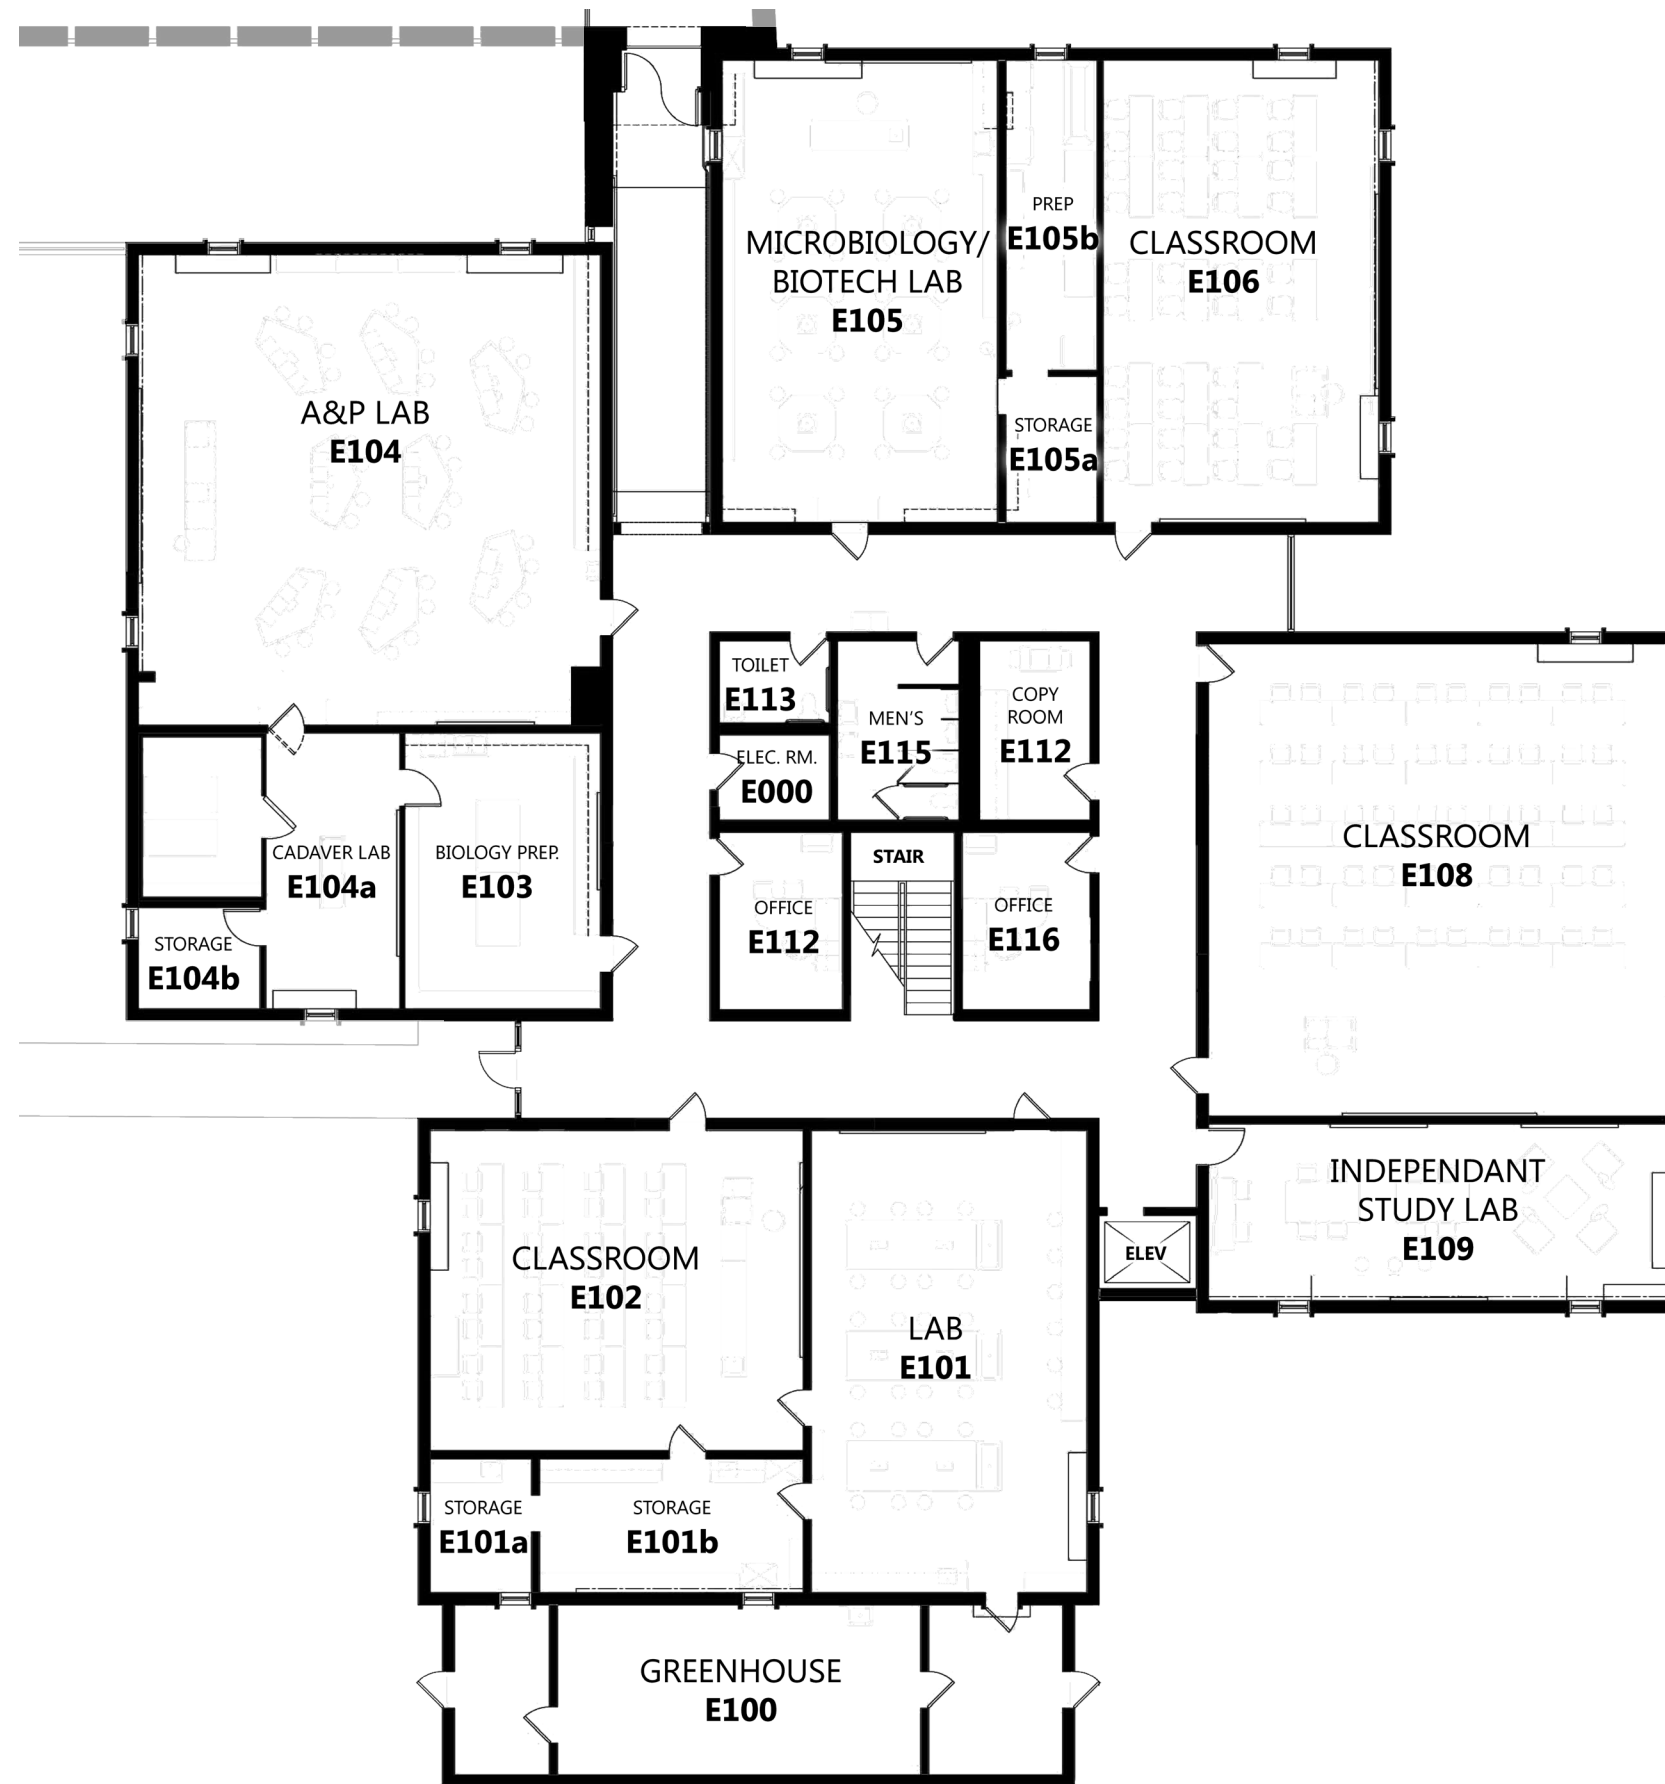 MICROBIOLOGY/
BIOTECH LAB
E105
PREP
E105b
CLASSROOM
E106
STORAGE
E105a
A&P LAB
E104
TOILET
E113
ELEC. RM.
E000
MEN'S
E115
COPY
ROOM
E112
CADAVER LAB
E104a
BIOLOGY PREP.
E103
STORAGE
E104b
OFFICE
E112
STAIR
OFFICE
E116
CLASSROOM
E108
INDEPENDANT
STUDY LAB
E109
ELEV
CLASSROOM
E102
LAB
E101
STORAGE
E101a
STORAGE
E101b
GREENHOUSE
E100